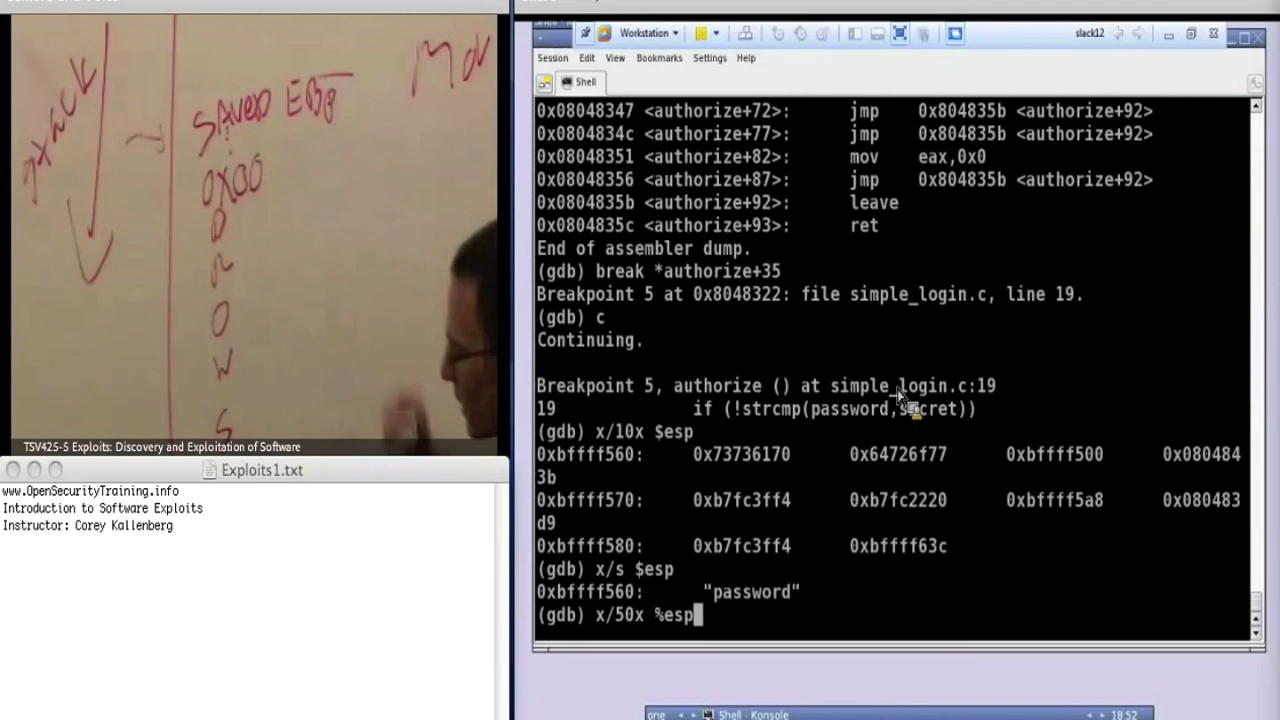 STACK
SAVED EBP
MOV
0x00
D
R
O
W
S
TSV425-5 Exploits: Discovery and Exploitation of Software
Exploits1.txt
www.OpenSecurityTraining.info
Introduction to Software Exploits
Instructor: Corey Kallenberg
Workstation
slack12
Session Edit View Bookmarks Settings Help
Shell
0x08048347 <authorize+72>: jmp 0x804835b <authorize+92>
0x0804834c <authorize+77>: jmp 0x804835b <authorize+92>
0x08048351 <authorize+82>: mov eax,0x0
0x08048356 <authorize+87>: jmp 0x804835b <authorize+92>
0x0804835b <authorize+92>: leave
0x0804835c <authorize+93>: ret
End of assembler dump.
(gdb) break *authorize+35
Breakpoint 5 at 0x8048322: file simple_login.c, line 19.
(gdb) c
Continuing.
Breakpoint 5, authorize () at simple_login.c:19
19 if (!strcmp(password,secret))
(gdb) x/10x $esp
0xbffff560: 0x73736170 0x64726f77 0xbffff500 0x080484
3b
0xbffff570: 0xb7fc3ff4 0xb7fc2220 0xbffff5a8 0x080483
d9
0xbffff580: 0xb7fc3ff4 0xbffff63c
(gdb) x/s $esp
0xbffff560: "password"
(gdb) x/50x %esp
one Shell - Konsole 18:52